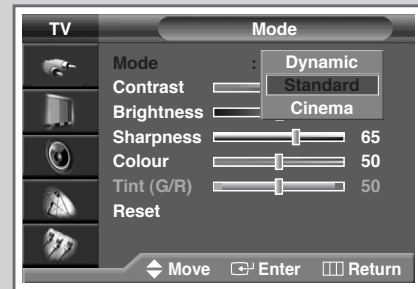 TV Mode
Mode : Dynamic
Contrast Standard
Brightness Cinema
Sharpness 65
Colour 50
Tint (G/R) 50
Reset
Move Enter Return